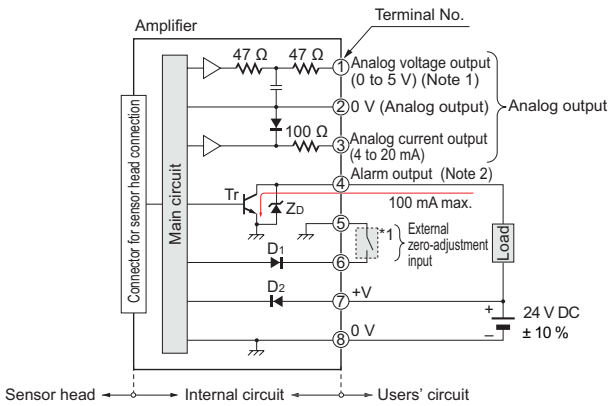 Amplifier
Terminal No.
47 Ω
47 Ω
1 Analog voltage output
(0 to 5 V) (Note 1)
2 0 V (Analog output)
Analog output
100 Ω
3 Analog current output
(4 to 20 mA)
4 Alarm output (Note 2)
100 mA max.
Tr
ZD
5
*1
External
zero-adjustment
input
Load
D1
6
D2
7 +V
+
24 V DC
± 10 %
–
8 0 V
Connector for sensor head connection
Main circuit
Sensor head
Internal circuit
Users' circuit